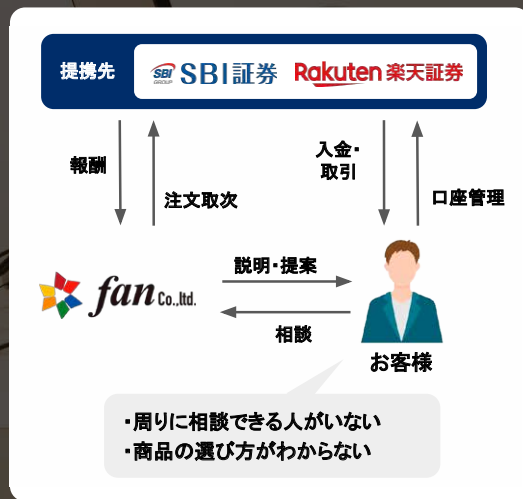 提携先
SBI GROUP SBI証券
Rakuten 楽天証券
報酬
注文取次
入金・
取引
口座管理
fan Co.,ltd.
説明・提案
相談
お客様
・周りに相談できる人がいない
・商品の選び方がわからない